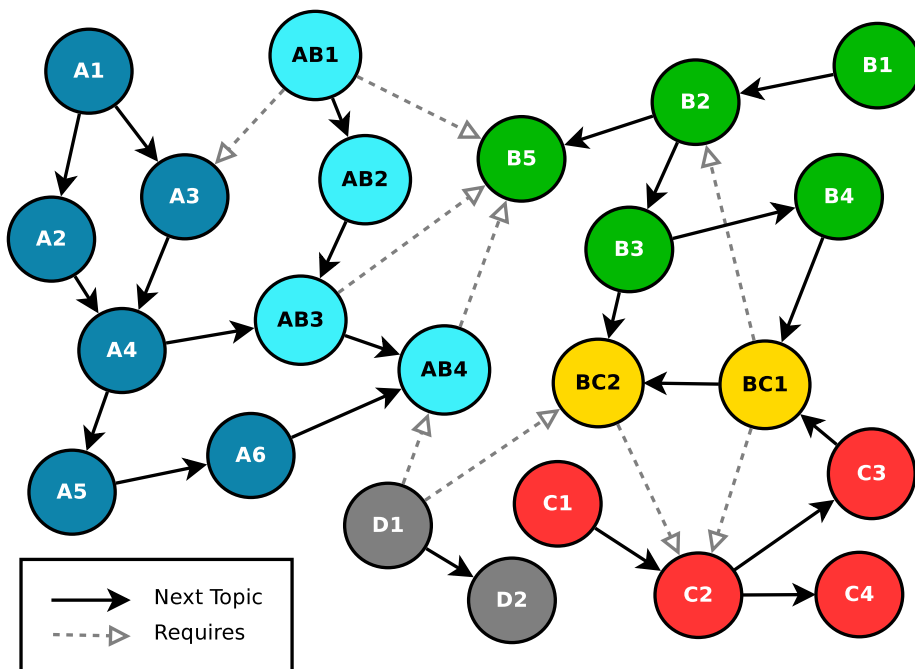 A1
AB1
B1
B2
B5
AB2
A3
B4
A2
B3
AB3
A4
AB4
BC2
BC1
A6
C3
A5
C1
D1
C2
C4
D2
Next Topic
Requires